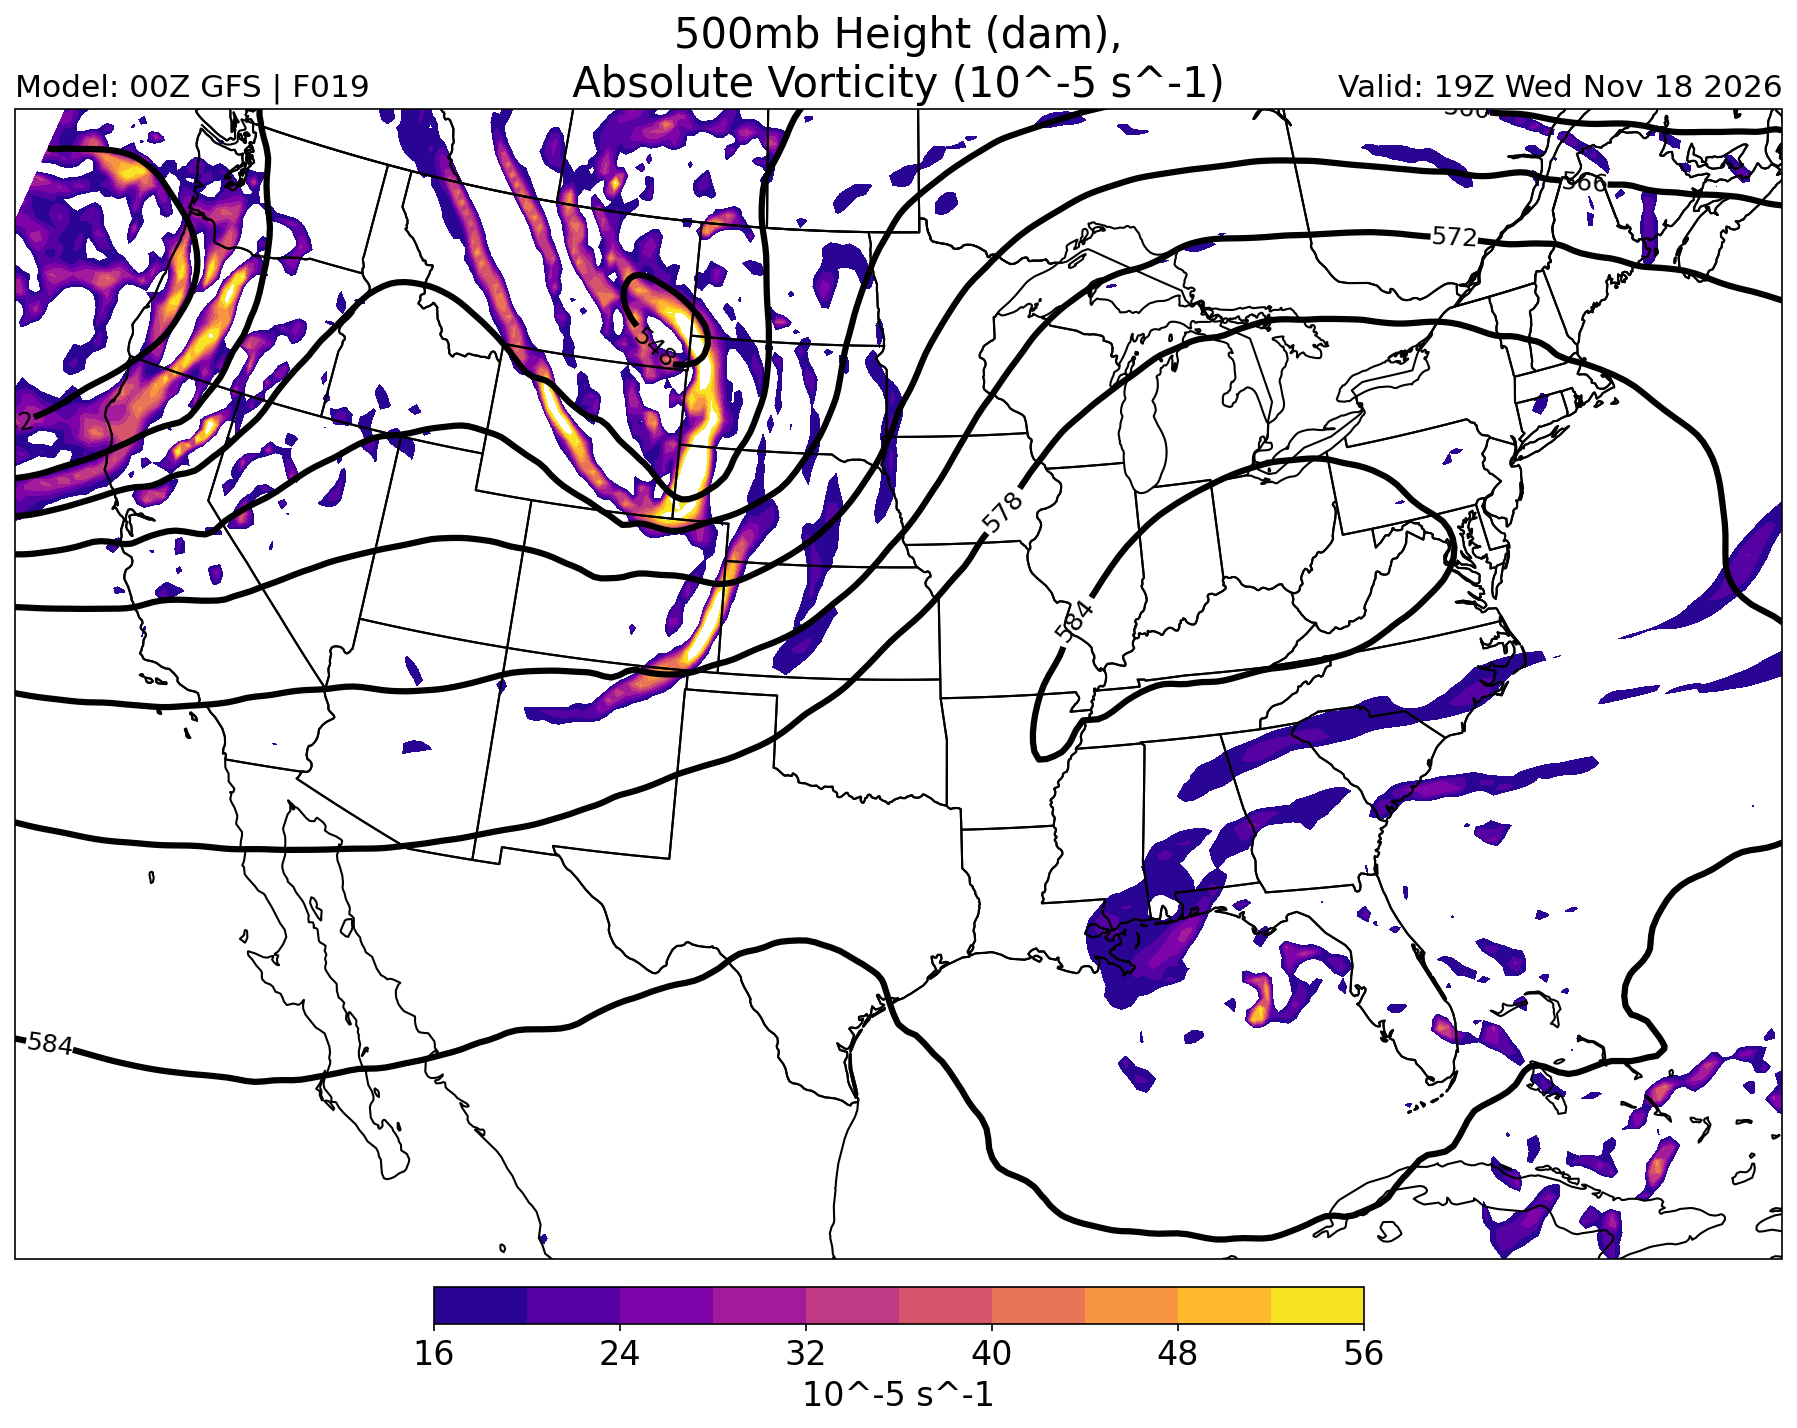 500mb Height (dam),
Absolute Vorticity (10^-5 s^-1)
Model: 00Z GFS | F019
Valid: 19Z Wed Nov 18 2026
566
572
548
578
584
584
16 24 32 40 48 56
10^-5 s^-1